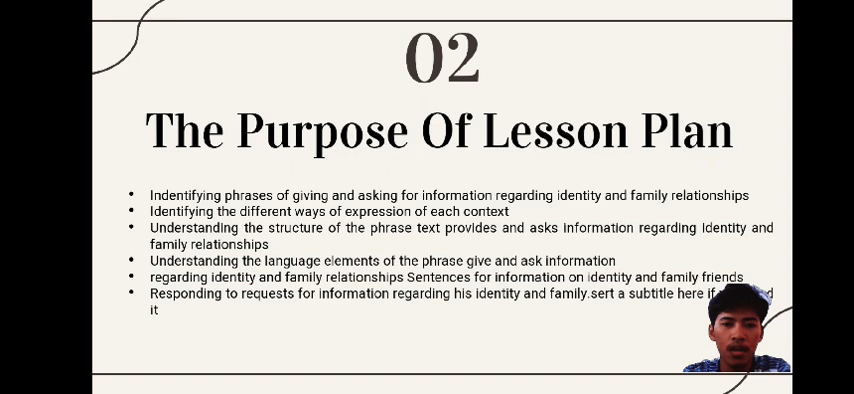 02
The Purpose Of Lesson Plan
• Indentifying phrases of giving and asking for information regarding identity and family relationships
• Identifying the different ways of expression of each context
• Understanding the structure of the phrase text provides and asks information regarding identity and
family relationships
• Understanding the language elements of the phrase give and ask information
• regarding identity and family relationships Sentences for information on identity and family friends
• Responding to requests for information regarding his identity and family.sert a subtitle here if
it